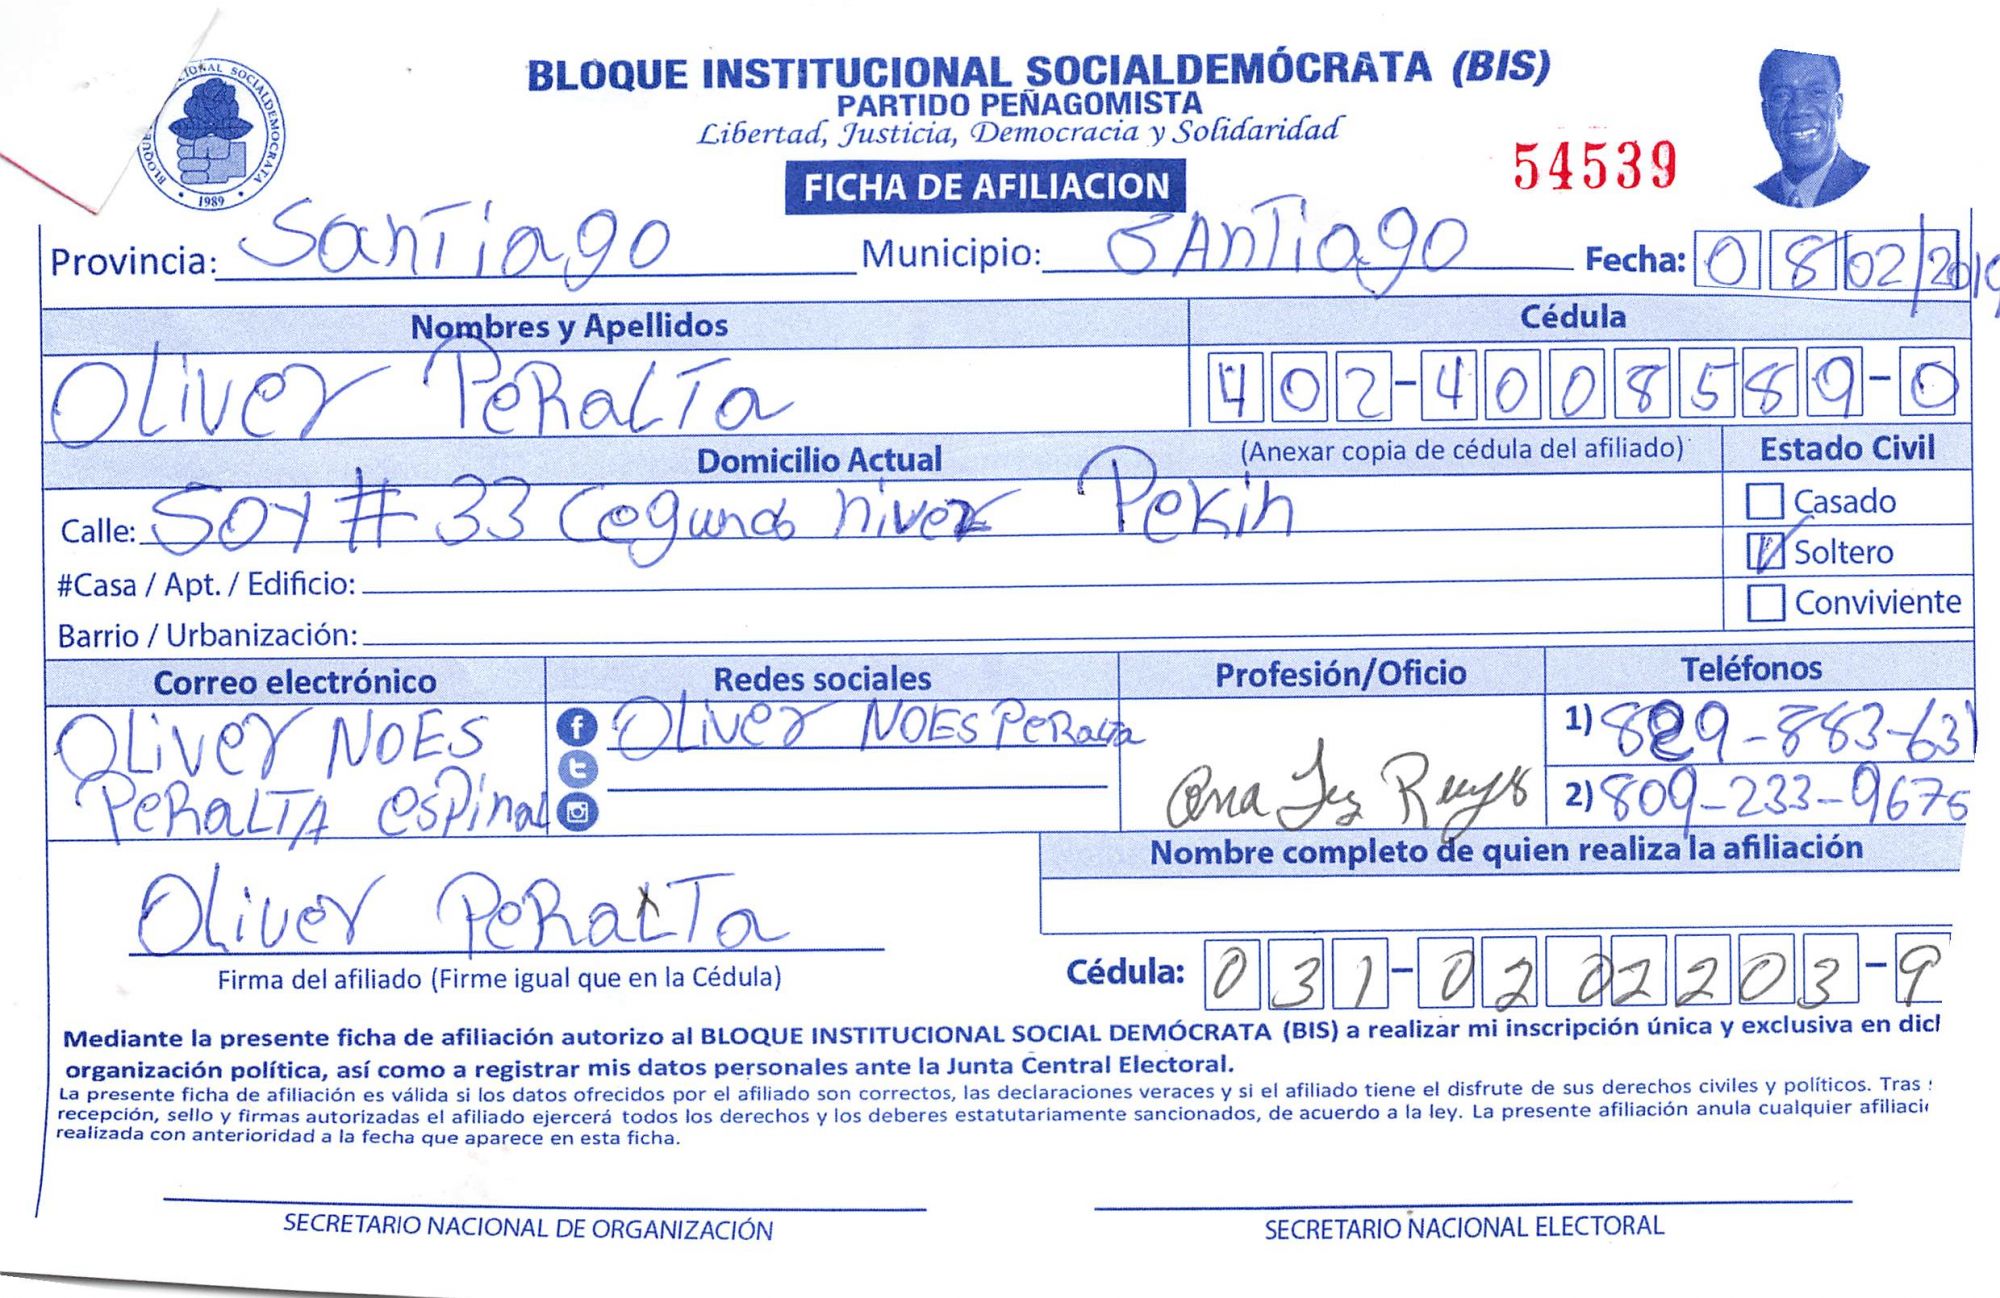 BLOQUE INSTITUCIONAL SOCIALDEMÓCRATA (BIS)
PARTIDO PEÑAGOMISTA
Libertad, Justicia, Democracia y Solidaridad
FICHA DE AFILIACION
54539
1989
Provincia: Santiago Municipio: SAnTiago Fecha: 08 02/2019
Nombres y Apellidos Cédula
OLiver PeRaLTa 402-4008589-0
Domicilio Actual (Anexar copia de cédula del afiliado) Estado Civil
Calle: SOY # 33 Cegundo niver Pekin
Casado
Soltero
#Casa / Apt. / Edificio:
Conviviente
Barrio / Urbanización:
Correo electrónico Redes sociales Profesión/Oficio Teléfonos
OLiver NOES OLiver NOES PeRaLTa 1) 829-883-631
PeRaLTA espinal Ana Reyes 2) 809-233-9675
Nombre completo de quien realiza la afiliación
OLiver PeRaLTa
Firma del afiliado (Firme igual que en la Cédula) Cédula: 031-0202203-9
Mediante la presente ficha de afiliación autorizo al BLOQUE INSTITUCIONAL SOCIAL DEMÓCRATA (BIS) a realizar mi inscripción única y exclusiva en dicl
organización política, así como a registrar mis datos personales ante la Junta Central Electoral.
La presente ficha de afiliación es válida si los datos ofrecidos por el afiliado son correctos, las declaraciones veraces y si el afiliado tiene el disfrute de sus derechos civiles y políticos. Tras
recepción, sello y firmas autorizadas el afiliado ejercerá todos los derechos y los deberes estatutariamente sancionados, de acuerdo a la ley. La presente afiliación anula cualquier afiliaci
realizada con anterioridad a la fecha que aparece en esta ficha.
SECRETARIO NACIONAL DE ORGANIZACIÓN SECRETARIO NACIONAL ELECTORAL